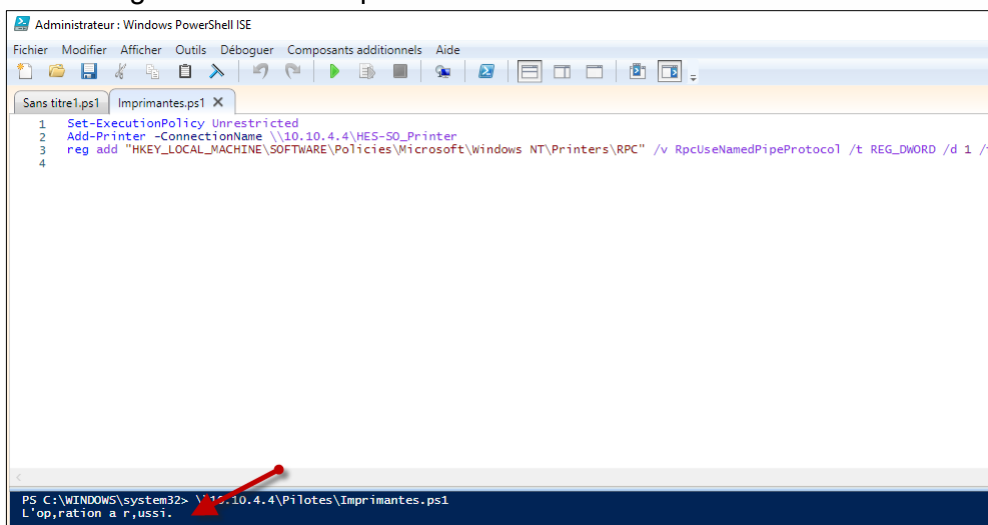 Administrateur : Windows PowerShell ISE
Fichier Modifier Afficher Outils Déboguer Composants additionnels Aide
Sans titre1.ps1 Imprimantes.ps1 X
1 Set-ExecutionPolicy Unrestricted
2 Add-Printer -ConnectionName \\10.10.4.4\HES-SO_Printer
3 reg add "HKEY_LOCAL_MACHINE\SOFTWARE\Policies\Microsoft\Windows NT\Printers\RPC" /v RpcUseNamedPipeProtocol /t REG_DWORD /d 1 /
4
PS C:\WINDOWS\system32> \\10.10.4.4\Pilotes\Imprimantes.ps1
L'op,ration a r,ussi.